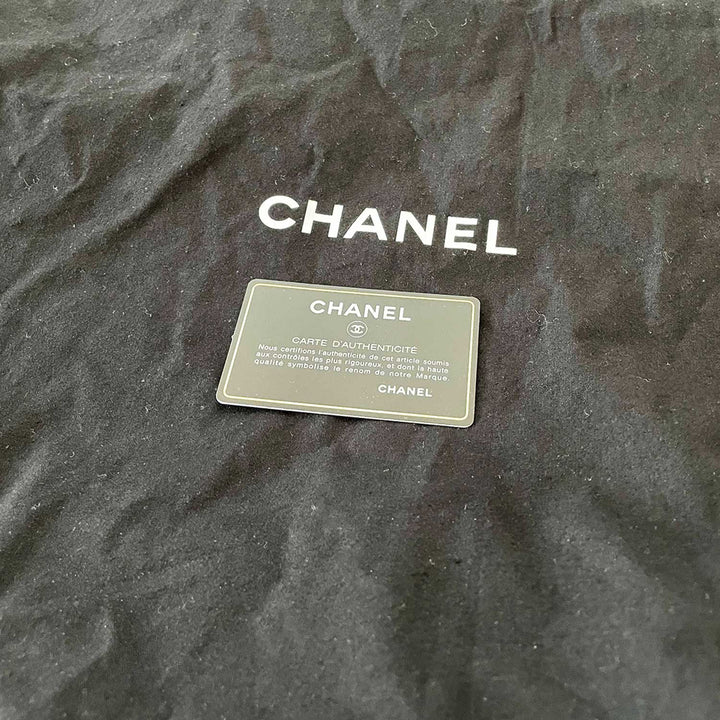 CHANEL
CHANEL
CARTE D'AUTHENTICITÉ
Nous certifions l'authenticité de cet article soumis
aux contrôles les plus rigoureux, et dont la haute
qualité symbolise le renom de notre Marque.
CHANEL